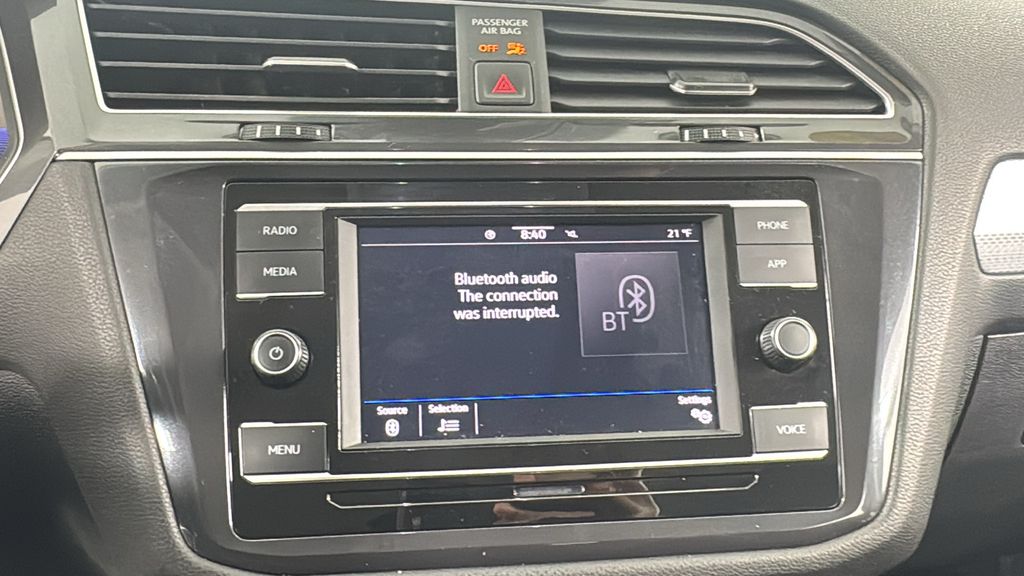 PASSENGER
AIR BAG
OFF
RADIO
MEDIA
MENU
8:40
21 °F
Bluetooth audio
The connection
was interrupted.
BT
Source
Selection
Settings
PHONE
APP
VOICE